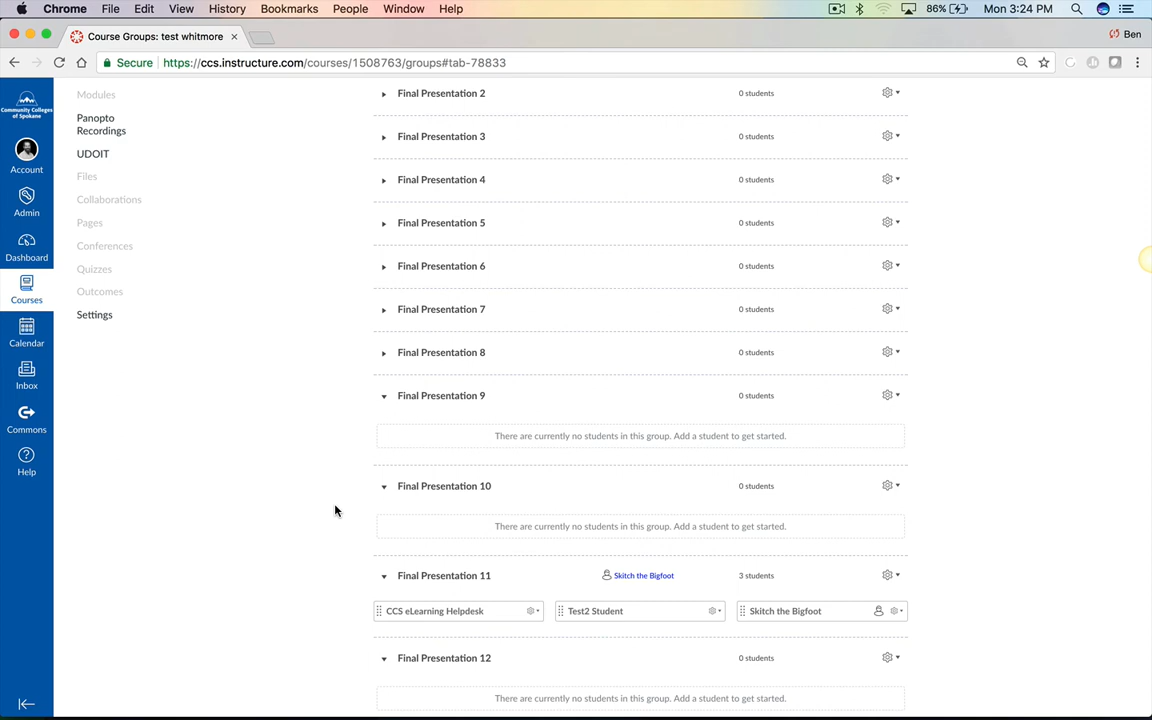 Chrome File Edit View History Bookmarks People Window Help 86% Mon 3:24 PM
Course Groups: test whitmore × Ben
Secure https://ccs.instructure.com/courses/1508763/groups#tab-78833
Community Colleges
of Spokane
Account
Admin
Dashboard
Courses
Calendar
Inbox
Commons
Help
Modules
Panopto
Recordings
UDOIT
Files
Collaborations
Pages
Conferences
Quizzes
Outcomes
Settings
Final Presentation 2 0 students
Final Presentation 3 0 students
Final Presentation 4 0 students
Final Presentation 5 0 students
Final Presentation 6 0 students
Final Presentation 7 0 students
Final Presentation 8 0 students
Final Presentation 9 0 students
There are currently no students in this group. Add a student to get started.
Final Presentation 10 0 students
There are currently no students in this group. Add a student to get started.
Final Presentation 11 Skitch the Bigfoot 3 students
CCS eLearning Helpdesk Test2 Student Skitch the Bigfoot
Final Presentation 12 0 students
There are currently no students in this group. Add a student to get started.